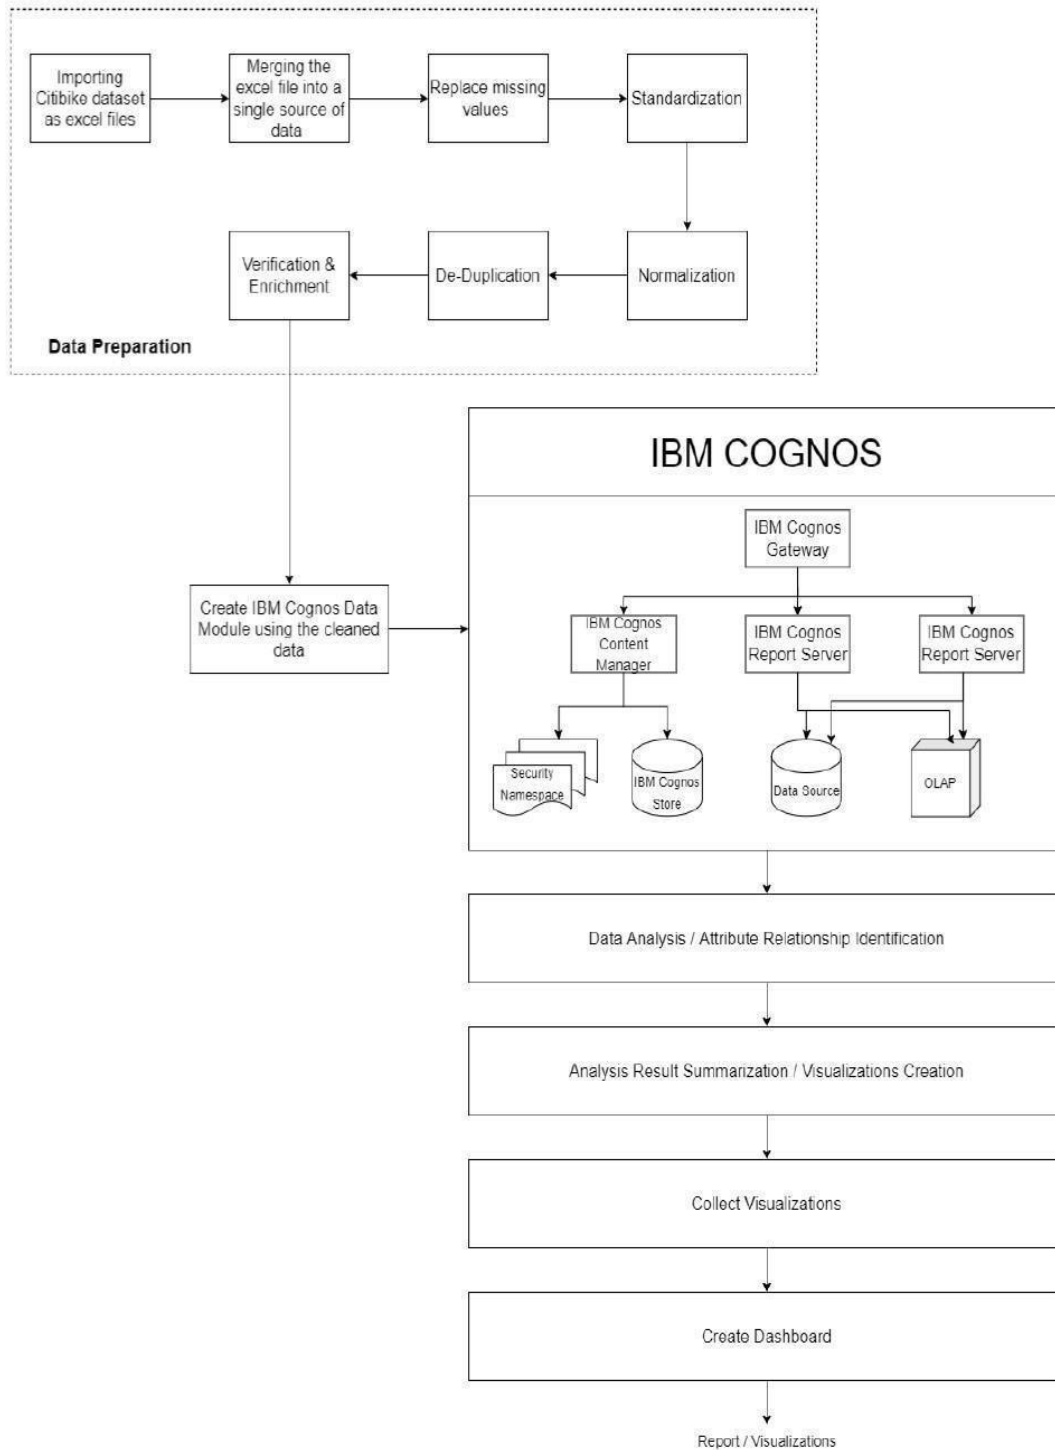 Importing
Citibike dataset
as excel files
Merging the
excel file into a
single source of
data
Replace missing
values
Standardization
Verification &
Enrichment
De-Duplication
Normalization
Data Preparation
IBM COGNOS
IBM Cognos
Gateway
Create IBM Cognos Data
Module using the cleaned
data
IBM Cognos
Content
Manager
IBM Cognos
Report Server
IBM Cognos
Report Server
Security
Namespace
IBM Cognos
Store
Data Source
OLAP
Data Analysis / Attribute Relationship Identification
Analysis Result Summarization / Visualizations Creation
Collect Visualizations
Create Dashboard
Report / Visualizations